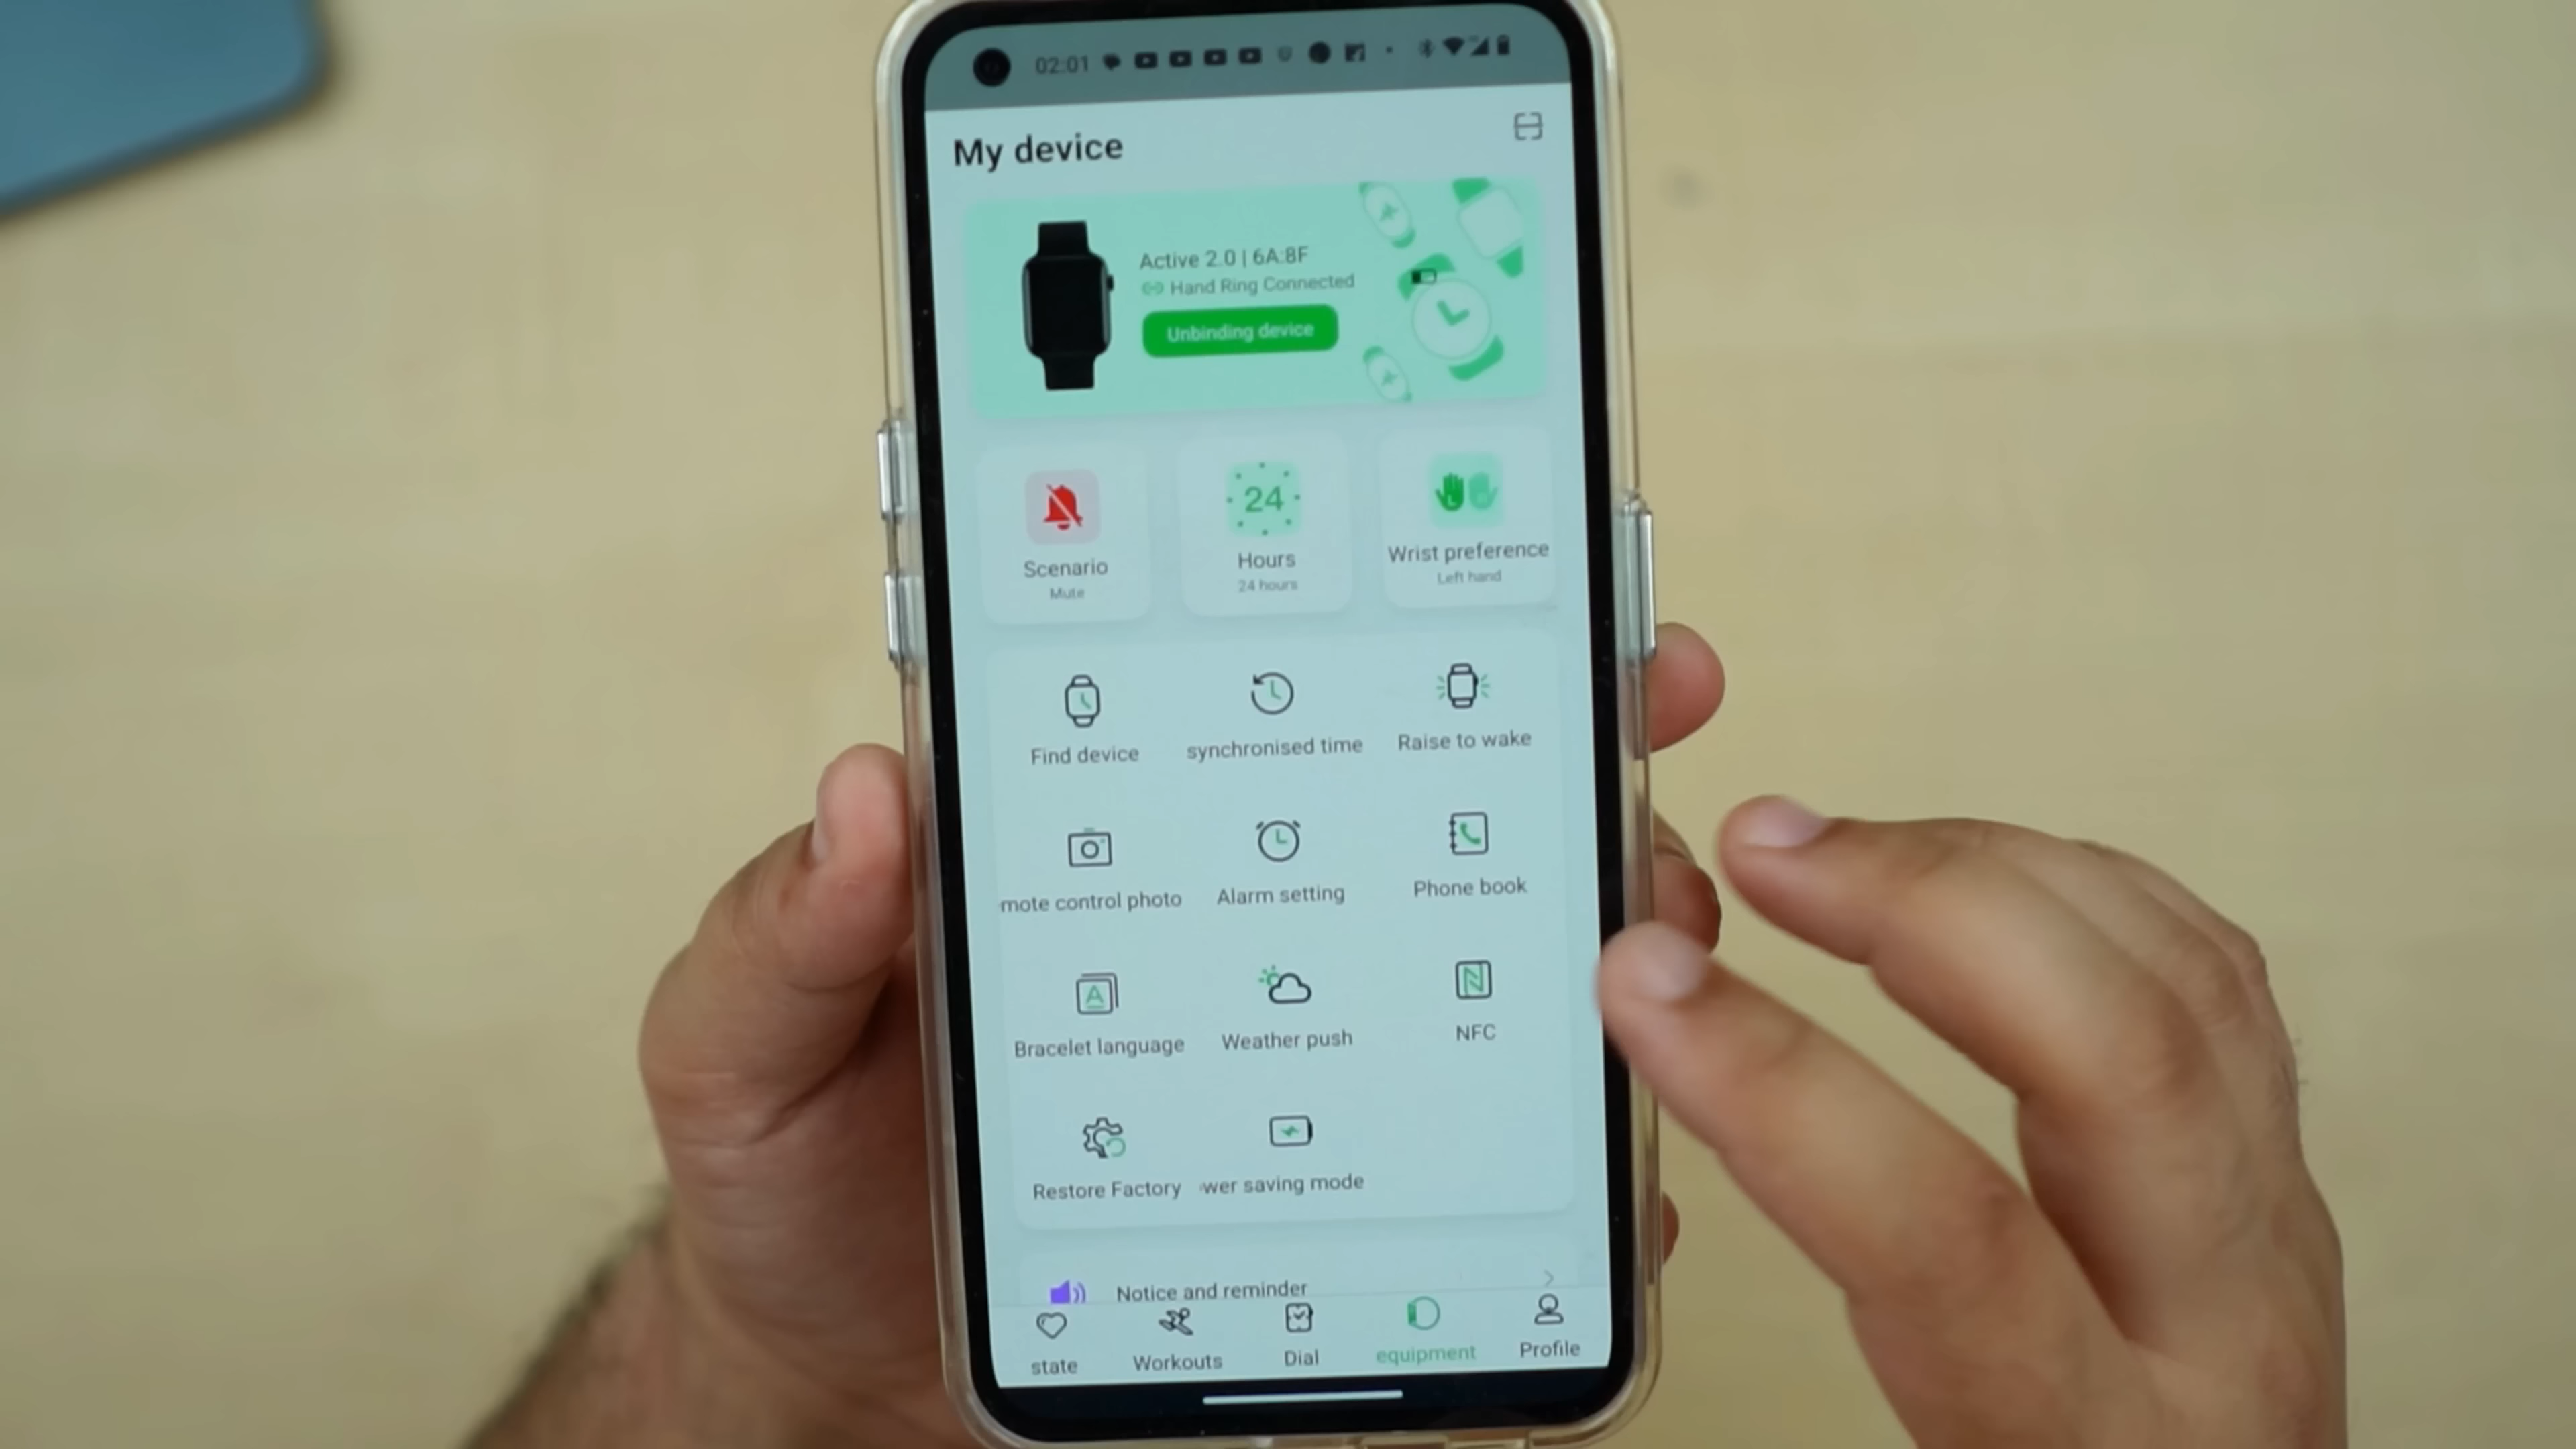 02:01
My device
Active 2.0 | 6A:8F
Hand Ring Connected
Unbinding device
24
Scenario
Mute
Hours
24 hours
Wrist preference
Left hand
Find device
synchronised time
Raise to wake
mote control photo
Alarm setting
Phone book
A
Bracelet language
Weather push
NFC
Restore Factory
wer saving mode
Notice and reminder
state
Workouts
Dial
equipment
Profile